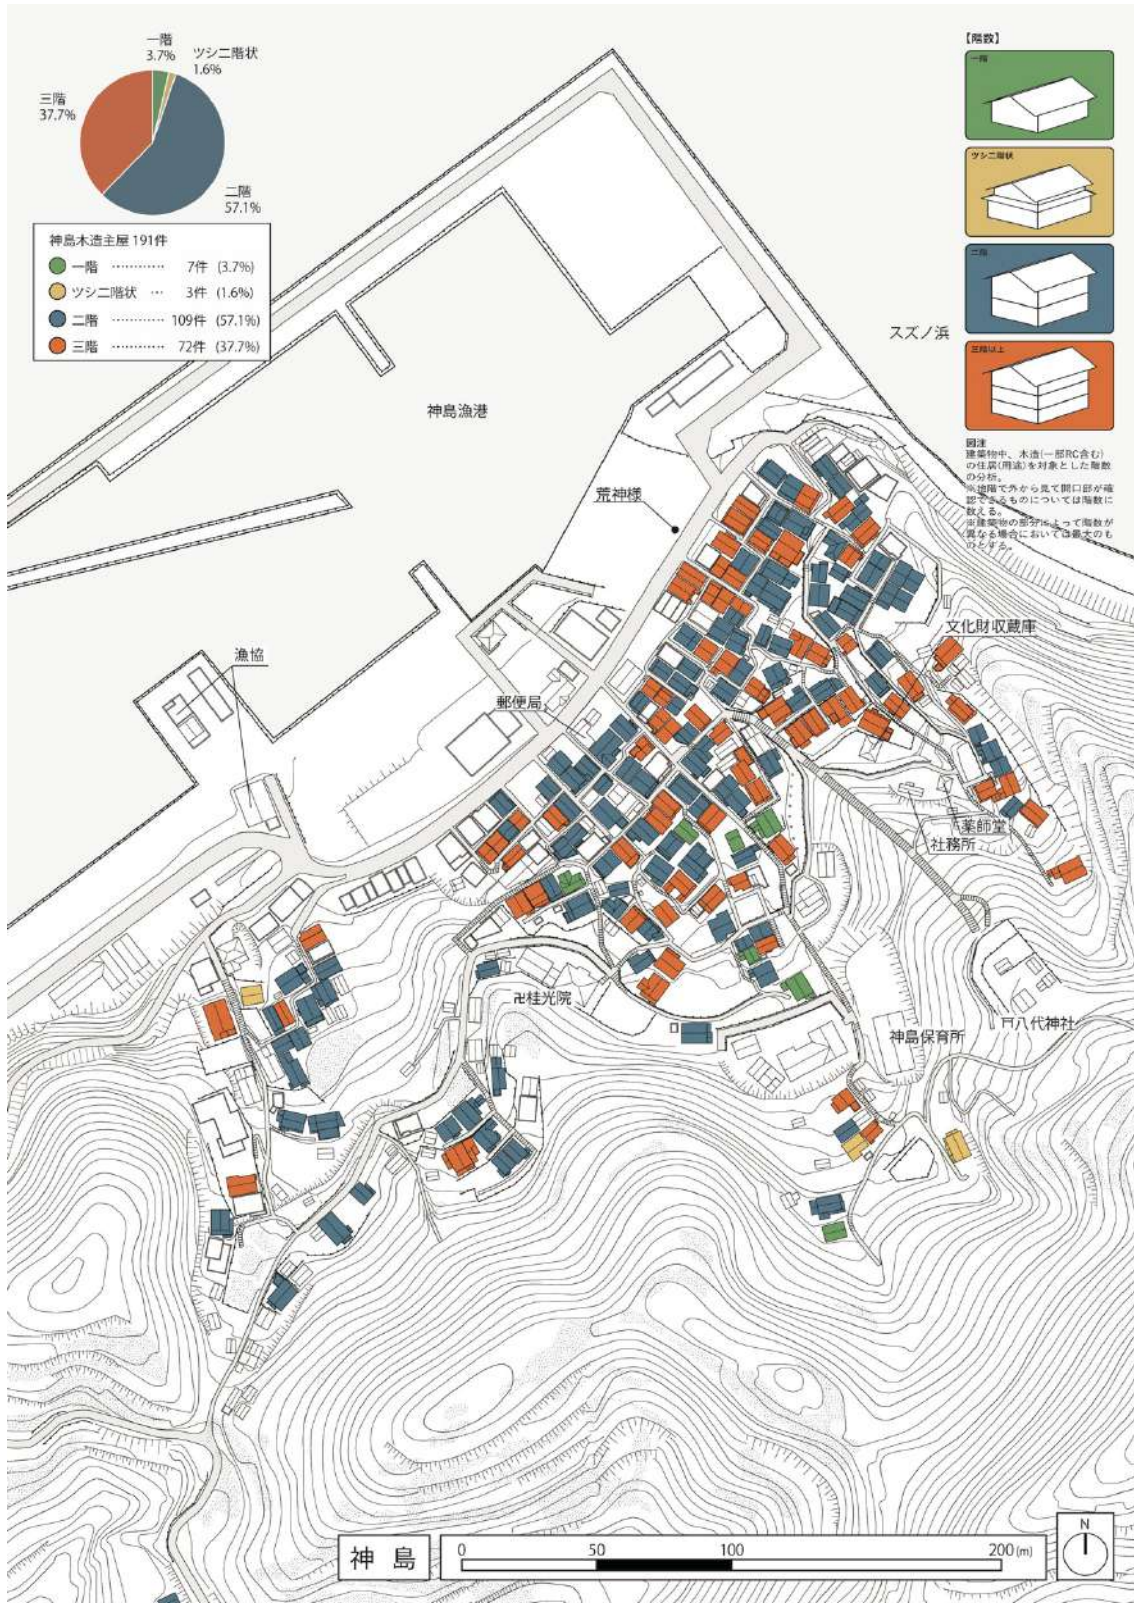 一階
3.7%
ツシ二階状
1.6%
三階
37.7%
二階
57.1%
神島木造主屋 191件
一階 ………… 7件 (3.7%)
ツシ二階状 … 3件 (1.6%)
二階 ………… 109件 (57.1%)
三階 ………… 72件 (37.7%)
【階数】
一階
ツシ二階状
二階
三階以上
図注
建築物中、木造(一部RC含む)
の住居(用途)を対象とした階数
の分析。
※地階で外から見て開口部が確
認できるものについては階数に
数える。
※建築物の部分によって階数が
異なる場合においては最大のも
のとする。
スズノ浜
神島漁港
荒神様
文化財収蔵庫
漁協
郵便局
薬師堂
社務所
卍桂光院
神島保育所
⛩八代神社
神島
0 50 100 200(m)
N